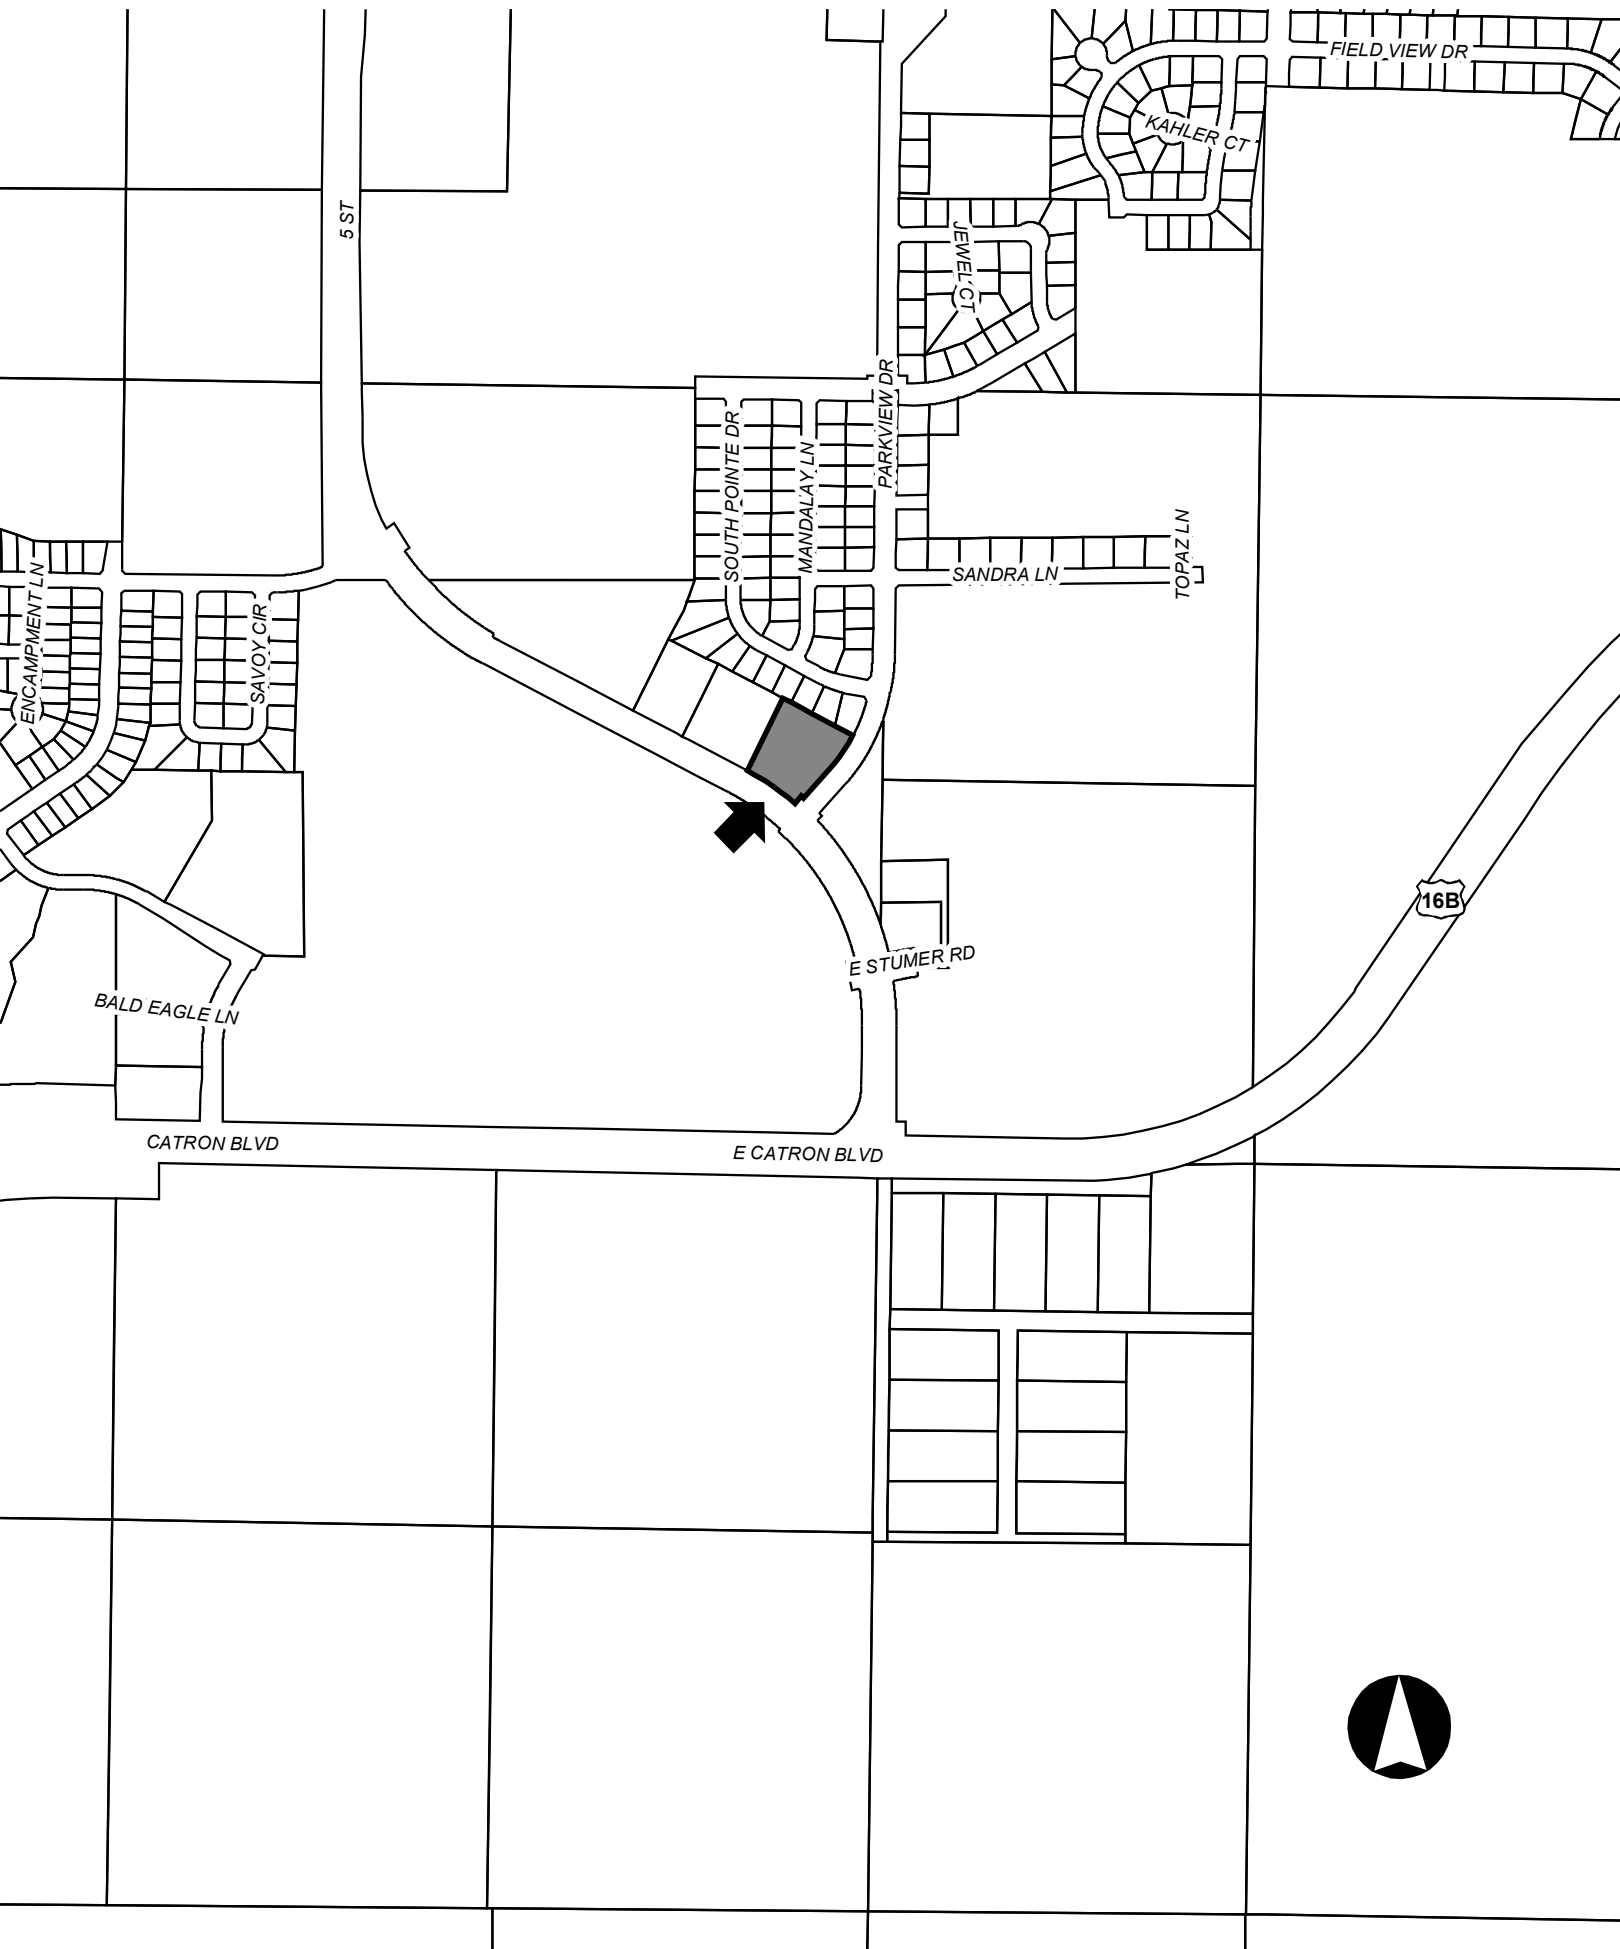 FIELD VIEW DR
KAHLER CT
5 ST
JEWEL CT
PARKVIEW DR
SOUTH POINTE DR
MANDALAY LN
TOPAZ LN
SANDRA LN
ENCAMPMENT LN
SAVOY CIR
16B
E STUMER RD
BALD EAGLE LN
CATRON BLVD
E CATRON BLVD